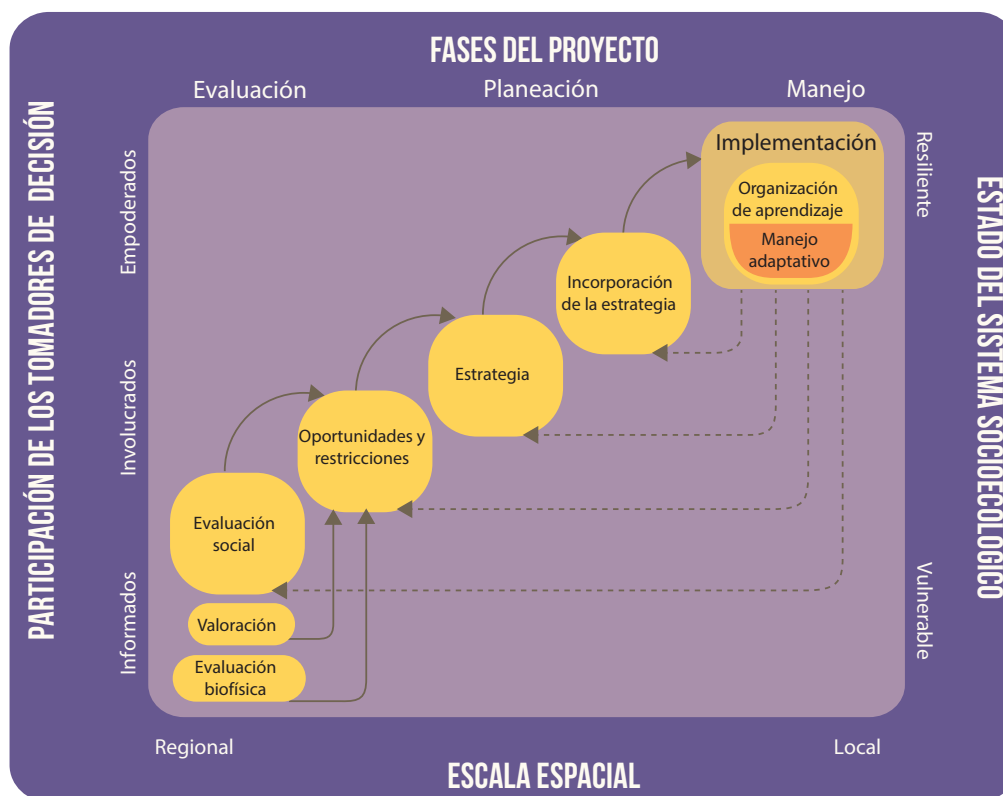 FASES DEL PROYECTO
Evaluación
Planeación
Manejo
PARTICIPACIÓN DE LOS TOMADORES DE DECISIÓN
Empoderados
Involucrados
Informados
Implementación
Organización
de aprendizaje
Manejo
adaptativo
Incorporación
de la estrategia
Estrategia
Oportunidades y
restricciones
Evaluación
social
Valoración
Evaluación
biofísica
Resiliente
Vulnerable
ESTADO DEL SISTEMA SOCIOECOLOGICO
Regional
Local
ESCALA ESPACIAL